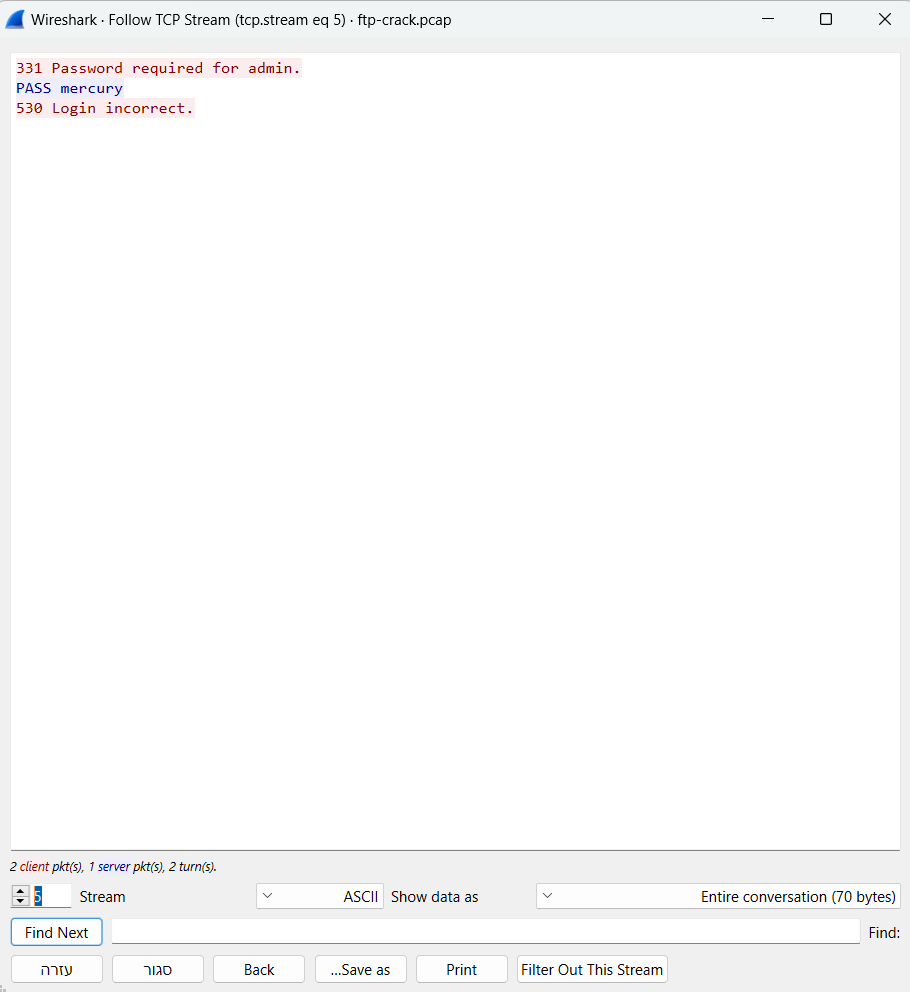 Wireshark · Follow TCP Stream (tcp.stream eq 5) · ftp-crack.pcap
331 Password required for admin.
PASS mercury
530 Login incorrect.
2 client pkt(s), 1 server pkt(s), 2 turn(s).
5 Stream ASCII Show data as Entire conversation (70 bytes)
Find Next Find:
עזרה סגור Back ...Save as Print Filter Out This Stream